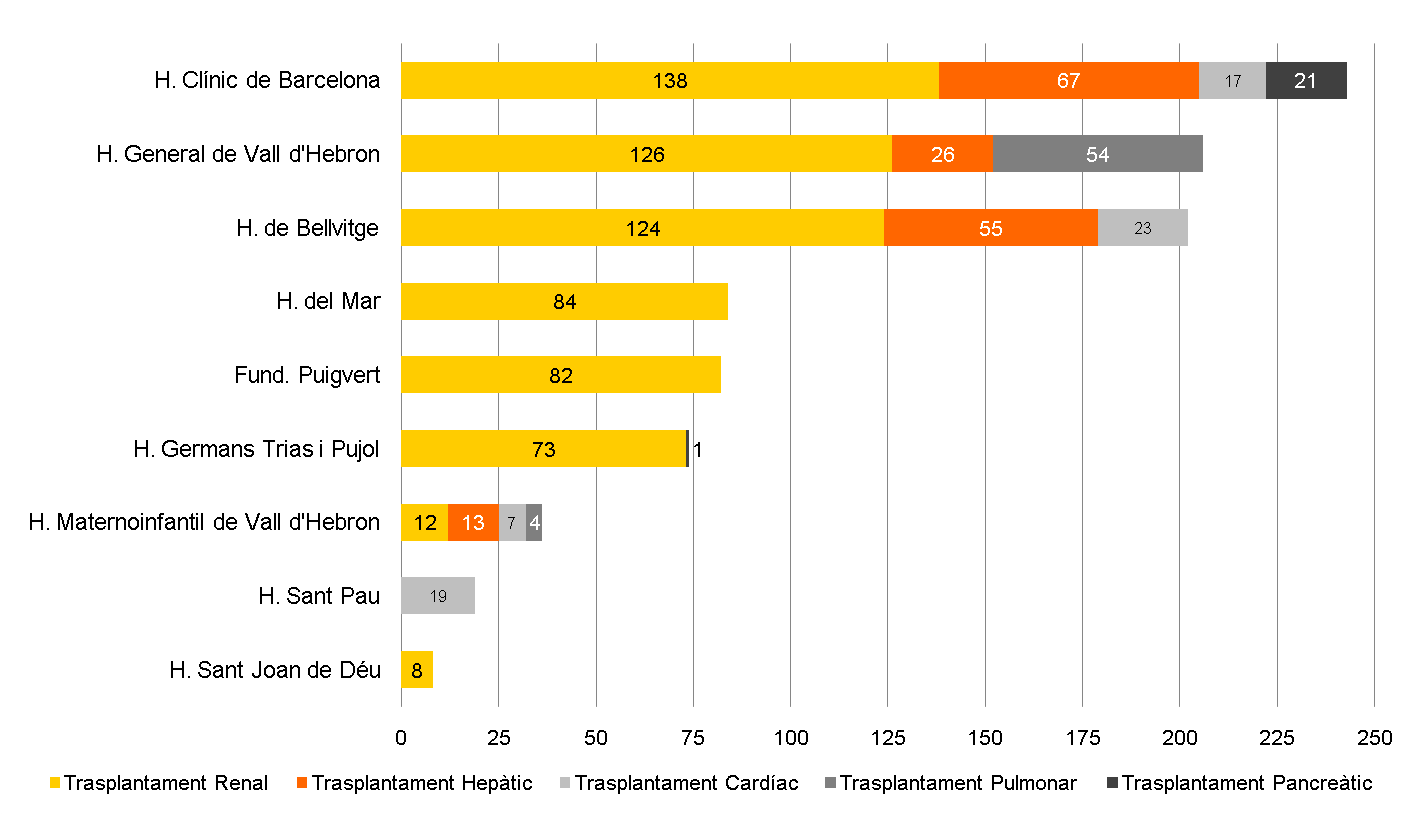 H. Clínic de Barcelona 138 67 17 21
H. General de Vall d'Hebron 126 26 54
H. de Bellvitge 124 55 23
H. del Mar 84
Fund. Puigvert 82
H. Germans Trias i Pujol 73 1
H. Maternoinfantil de Vall d'Hebron 12 13 7 4
H. Sant Pau 19
H. Sant Joan de Déu 8
0 25 50 75 100 125 150 175 200 225 250
Trasplantament Renal Trasplantament Hepàtic Trasplantament Cardíac Trasplantament Pulmonar Trasplantament Pancreàtic